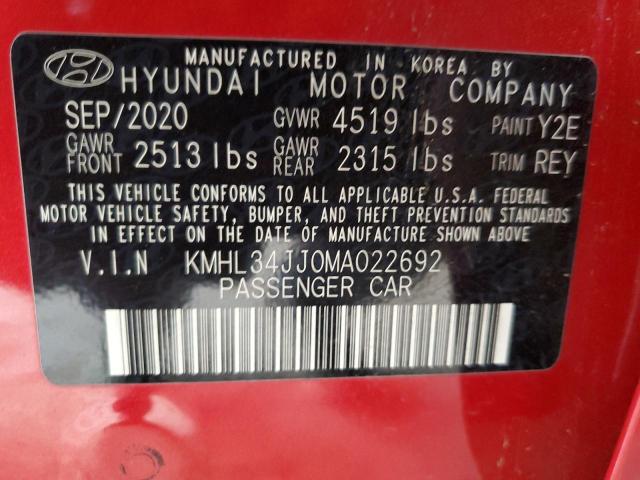 MANUFACTURED IN KOREA BY
HYUNDAI MOTOR COMPANY
SEP/2020 GVWR 4519 lbs PAINT Y2E
GAWR FRONT 2513 lbs GAWR REAR 2315 lbs TRIM REY
THIS VEHICLE CONFORMS TO ALL APPLICABLE U.S.A. FEDERAL
MOTOR VEHICLE SAFETY, BUMPER, AND THEFT PREVENTION STANDARDS
IN EFFECT ON THE DATE OF MANUFACTURE SHOWN ABOVE
V.I.N KMHL34JJ0MA022692
PASSENGER CAR